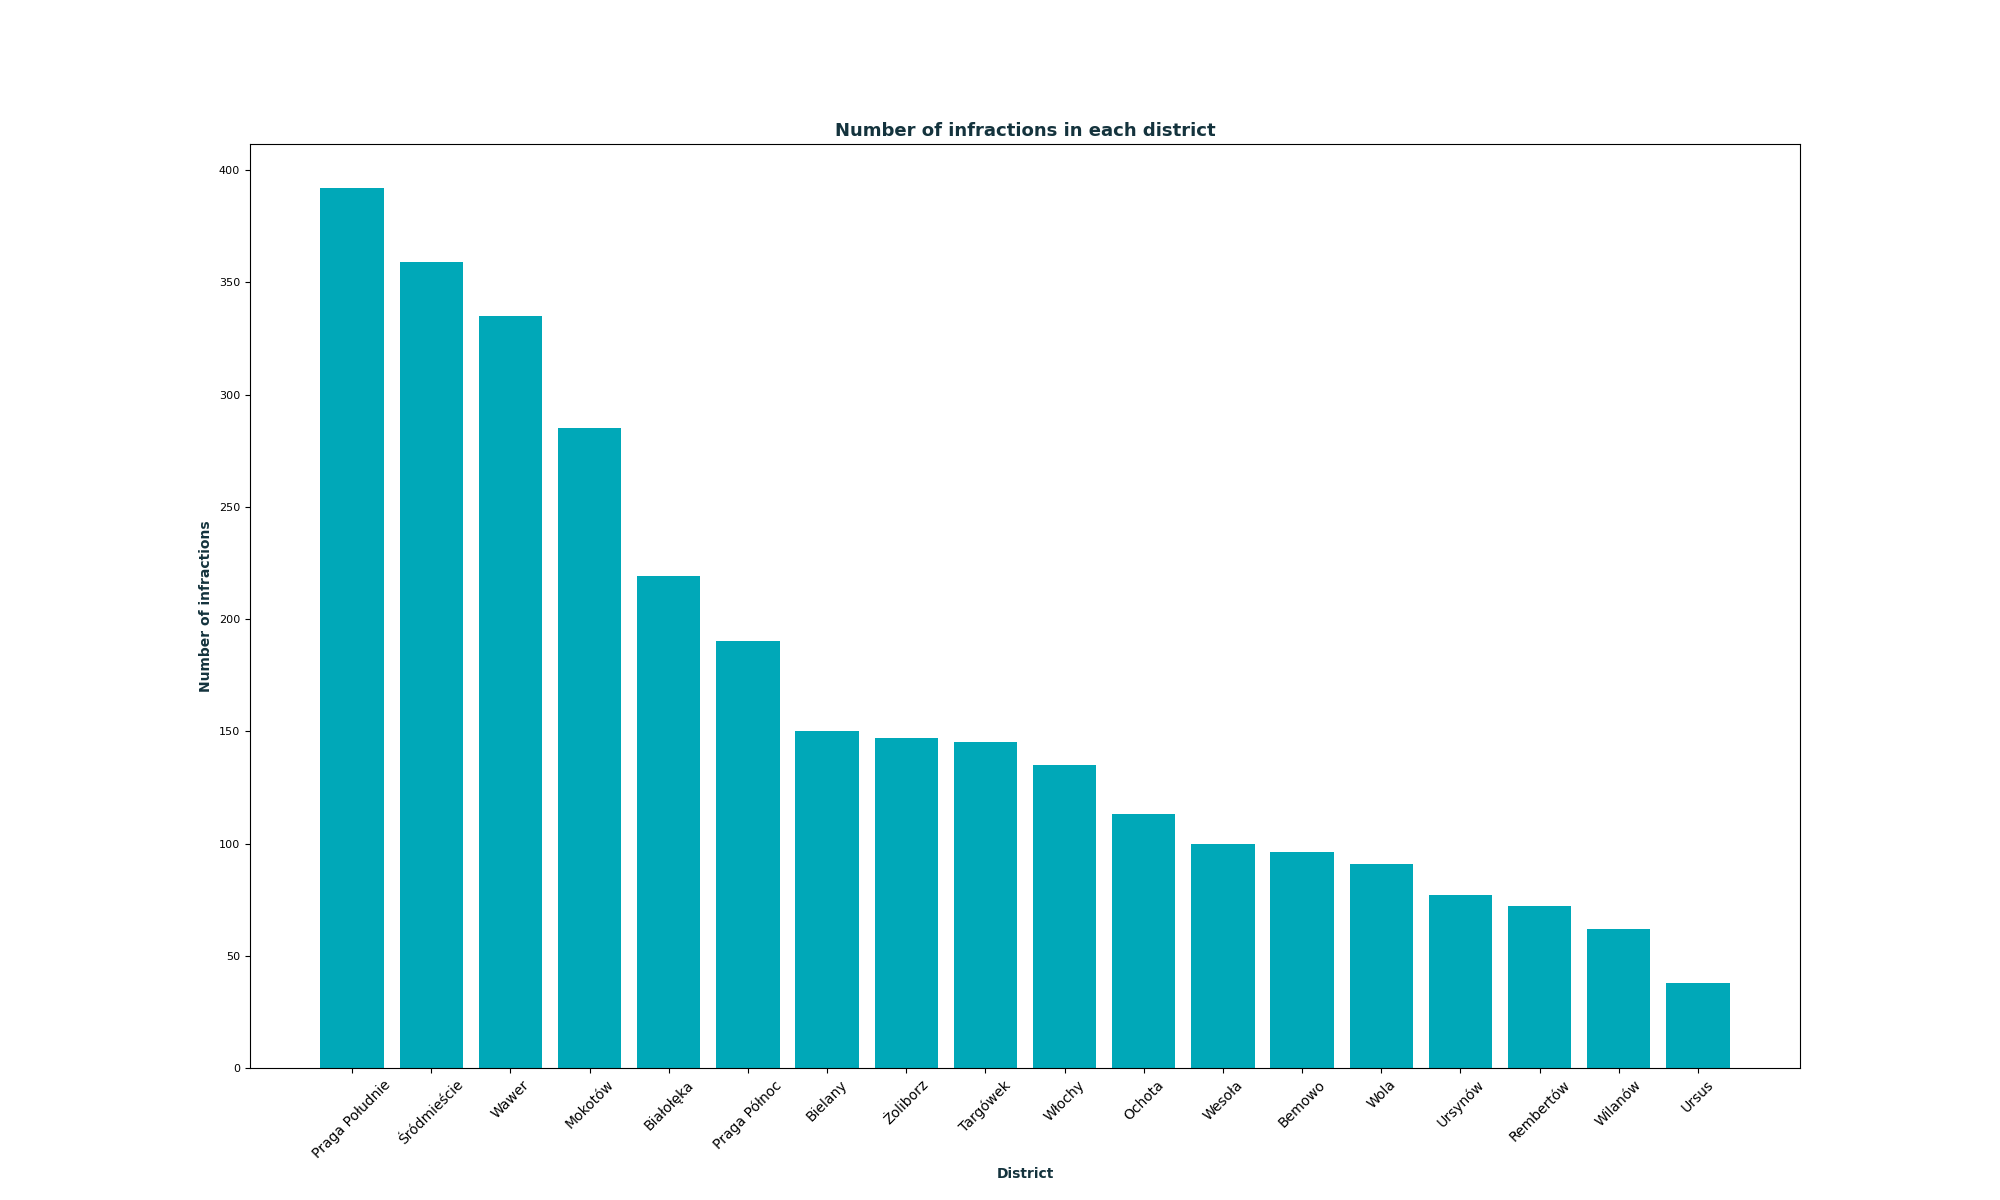 Number of infractions in each district
Number of infractions
400
350
300
250
200
150
100
50
0
Praga Południe
Śródmieście
Wawer
Mokotów
Białołęka
Praga Północ
Bielany
Żoliborz
Targówek
Włochy
Ochota
Wesoła
Bemowo
Wola
Ursynów
Rembertów
Wilanów
Ursus
District